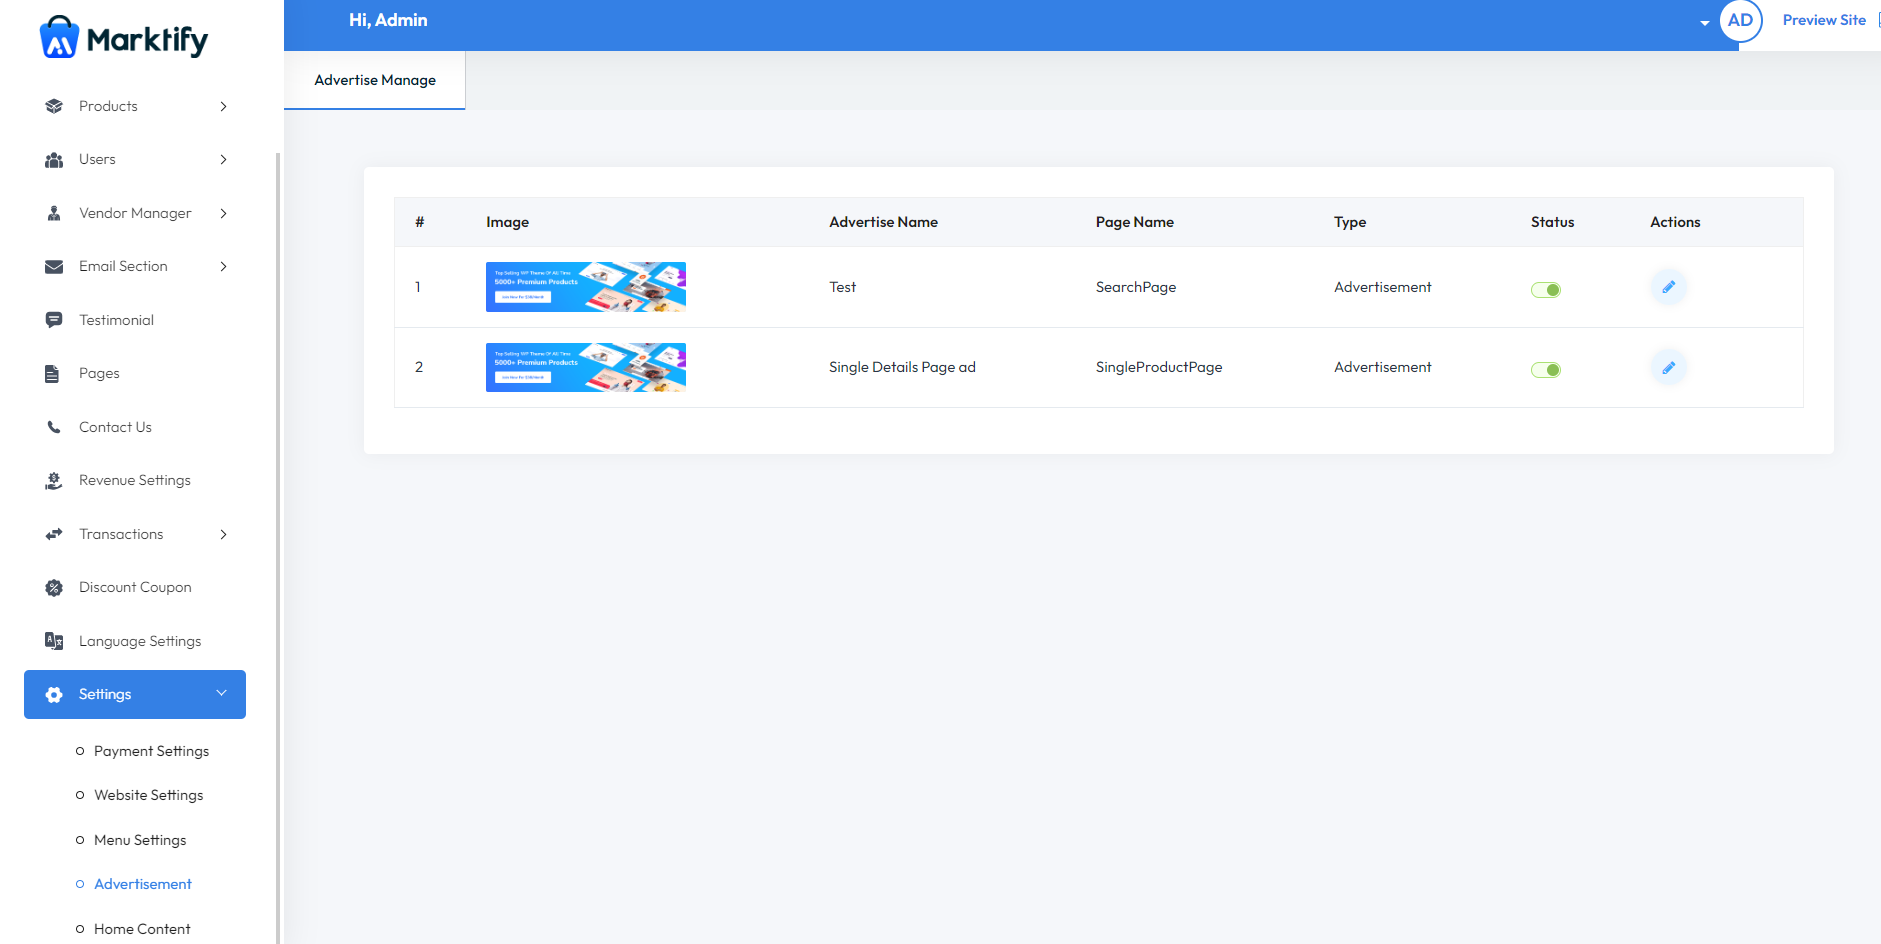 Marktify
Hi, Admin
AD
Preview Site
Products
Users
Vendor Manager
Email Section
Testimonial
Pages
Contact Us
Revenue Settings
Transactions
Discount Coupon
Language Settings
Settings
Payment Settings
Website Settings
Menu Settings
Advertisement
Home Content
Advertise Manage
# Image Advertise Name Page Name Type Status Actions
1 Test SearchPage Advertisement
Top Selling WP Theme Of All Time
5000+ Premium Products
2 Single Details Page ad SingleProductPage Advertisement
Top Selling WP Theme Of All Time
5000+ Premium Products